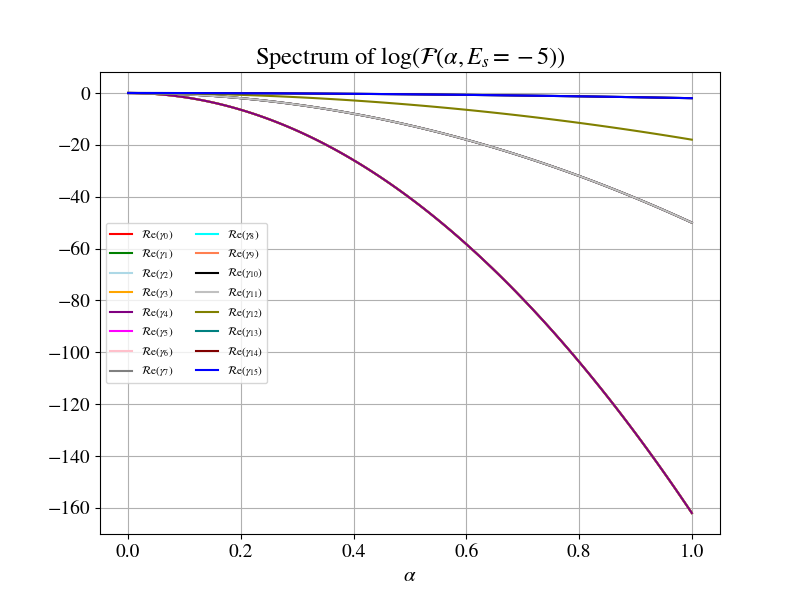 Spectrum of log(ℱ(α, E_s = −5))
0
−20
−40
−60
−80
−100
−120
−140
−160
ℛe(γ0) ℛe(γ8)
ℛe(γ1) ℛe(γ9)
ℛe(γ2) ℛe(γ10)
ℛe(γ3) ℛe(γ11)
ℛe(γ4) ℛe(γ12)
ℛe(γ5) ℛe(γ13)
ℛe(γ6) ℛe(γ14)
ℛe(γ7) ℛe(γ15)
0.0 0.2 0.4 0.6 0.8 1.0
α